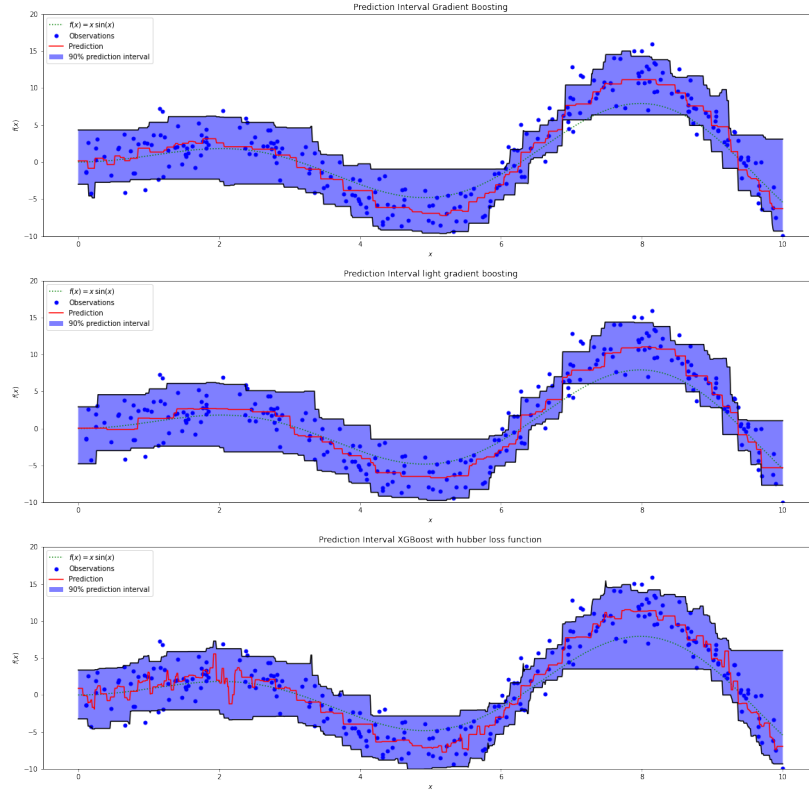 Prediction Interval Gradient Boosting
f(x) = x sin(x)
Observations
Prediction
90% prediction interval
20
15
10
5
0
−5
−10
f(x)
0
2
4
6
8
10
x
Prediction Interval light gradient boosting
f(x) = x sin(x)
Observations
Prediction
90% prediction interval
20
15
10
5
0
−5
−10
f(x)
0
2
4
6
8
10
x
Prediction Interval XGBoost with hubber loss function
f(x) = x sin(x)
Observations
Prediction
90% prediction interval
20
15
10
5
0
−5
−10
f(x)
0
2
4
6
8
10
x